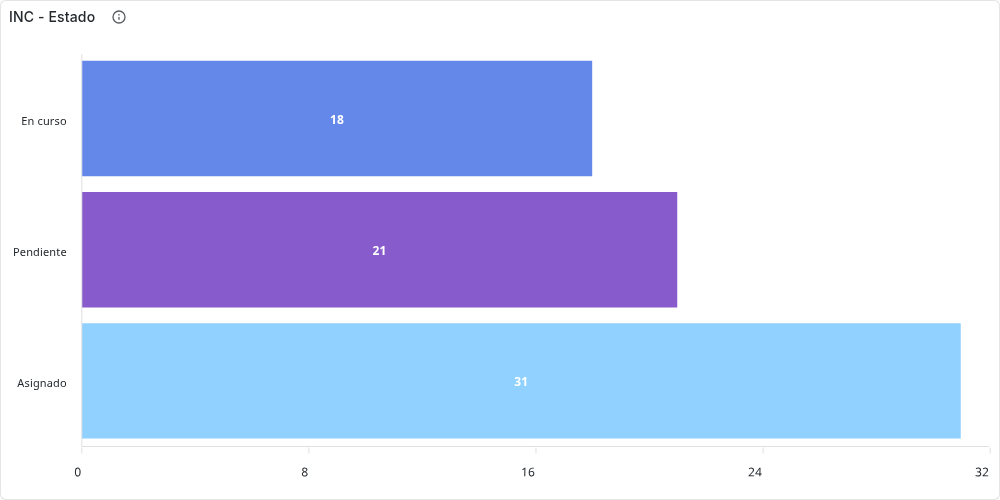 INC - Estado
En curso
18
Pendiente
21
Asignado
31
0 8 16 24 32